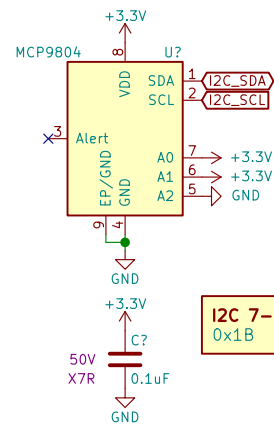 +3.3V
MCP9804
U?
8
VDD
SDA 1 I2C_SDA
SCL 2 I2C_SCL
3 Alert
A0 7 +3.3V
A1 6 +3.3V
A2 5 GND
EP/GND
GND
9 4
GND
+3.3V
C?
50V
X7R 0.1uF
GND
I2C 7-
0x1B